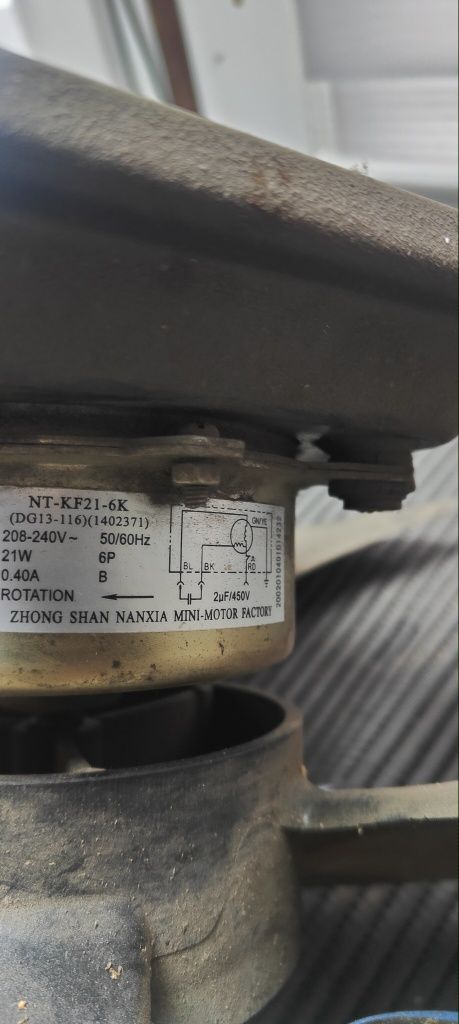 NT-KF21-6K
(DG13-116)(1402371)
208-240V~ 50/60Hz
21W 6P
0.40A B
ROTATION
ZHONG SHAN NANXIA MINI-MOTOR FACTORY
GN/YE
BL BK RD
2µF/450V